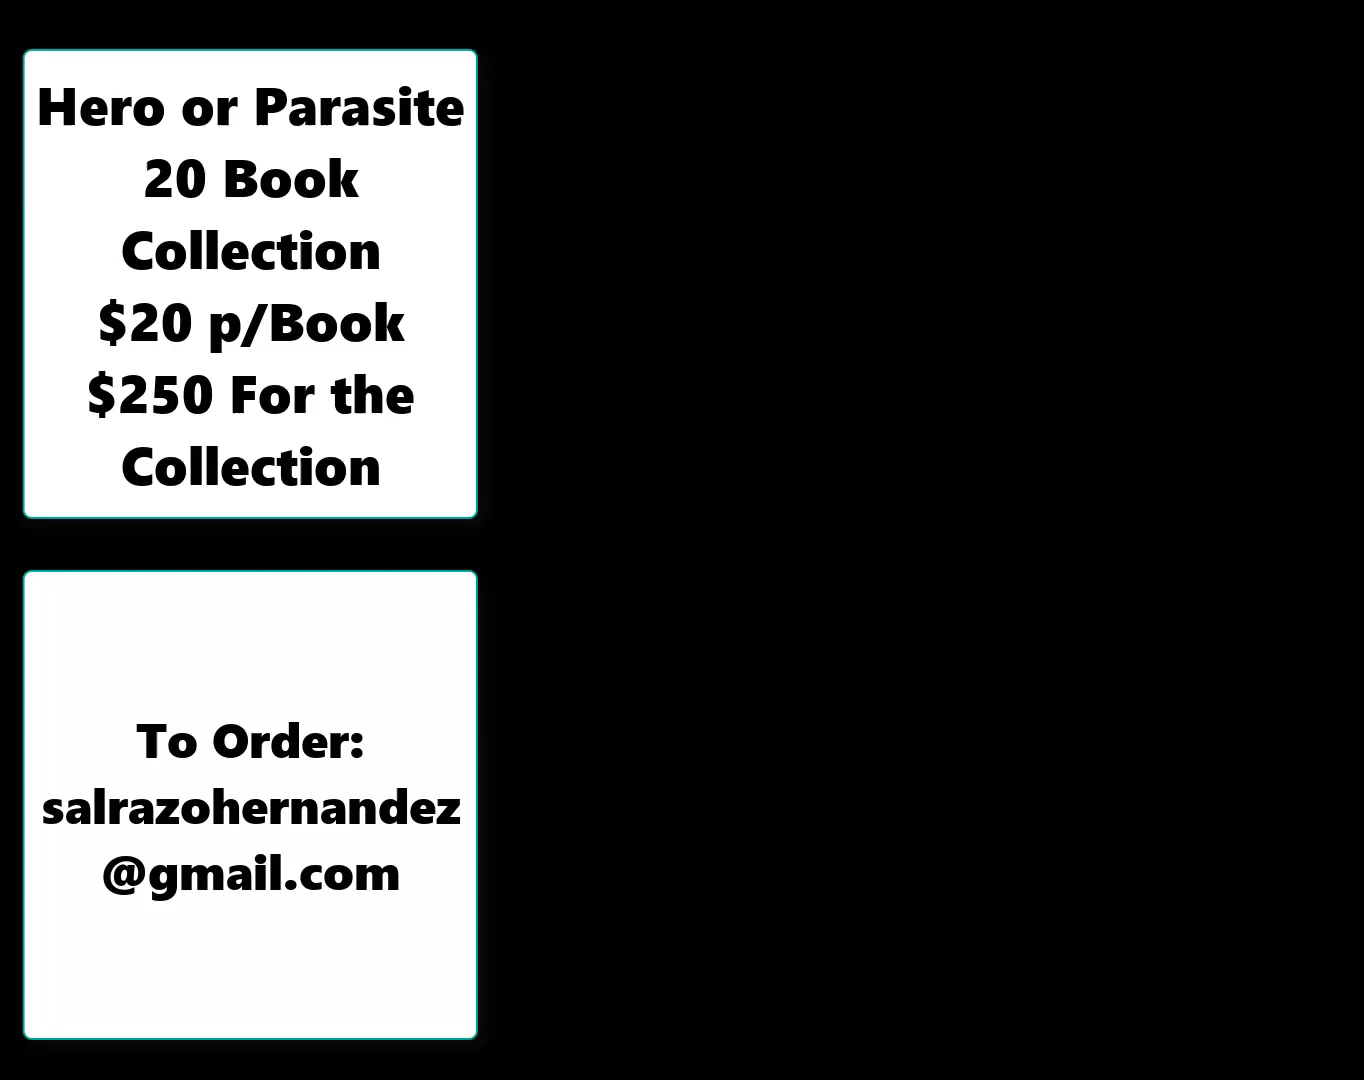 Hero or Parasite
20 Book
Collection
$20 p/Book
$250 For the
Collection
To Order:
salrazohernandez
@gmail.com